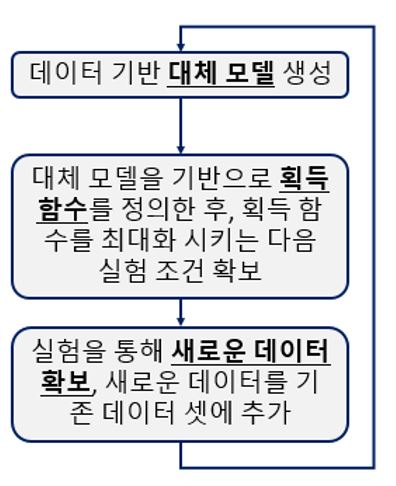 데이터 기반 대체 모델 생성
대체 모델을 기반으로 획득
함수를 정의한 후, 획득 함
수를 최대화 시키는 다음
실험 조건 확보
실험을 통해 새로운 데이터
확보, 새로운 데이터를 기
존 데이터 셋에 추가